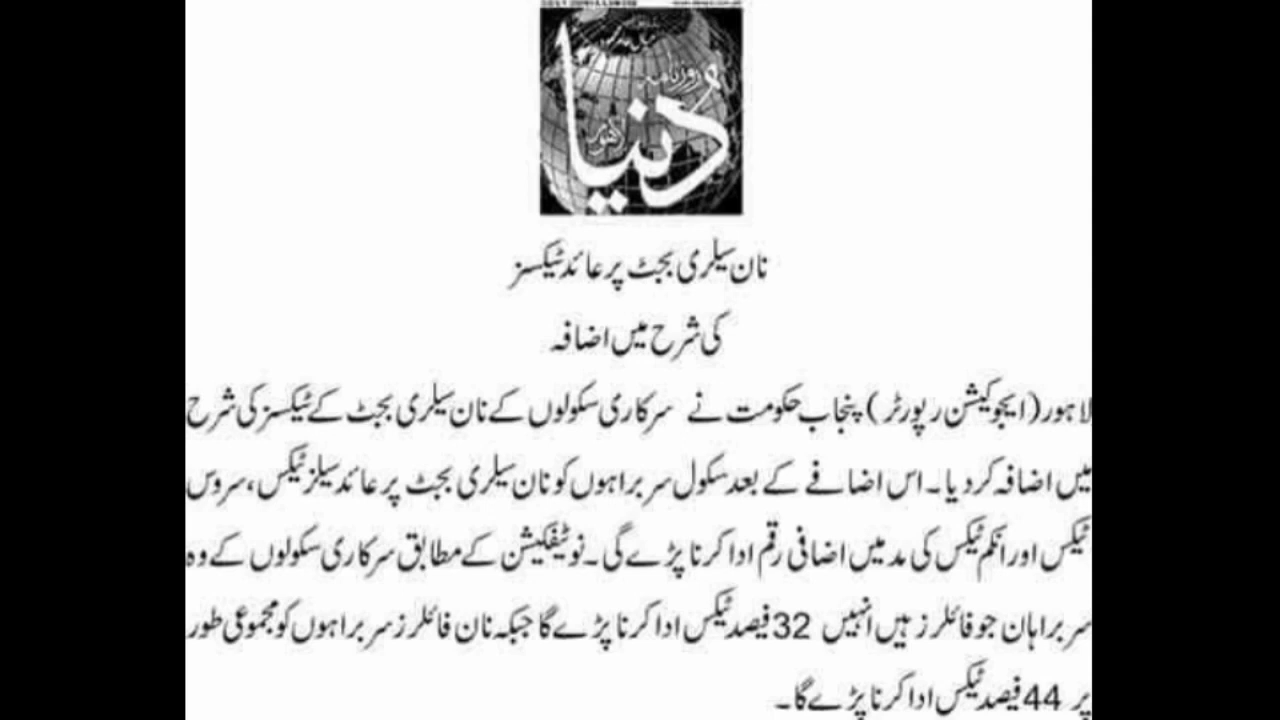 روزنامہ
دُنیا
لاہور
نان سیلری بجٹ پر عائد ٹیکسز
کی شرح میں اضافہ
لاہور (ایجوکیشن رپورٹر) پنجاب حکومت نے سرکاری سکولوں کے نان سیلری بجٹ کے ٹیکسز کی شرح
میں اضافہ کر دیا۔ اس اضافے کے بعد سکول سربراہوں کو نان سیلری بجٹ پر عائد سیلز ٹیکس، سروس
ٹیکس اور انکم ٹیکس کی مد میں اضافی رقم ادا کرنا پڑے گی۔ نوٹیفکیشن کے مطابق سرکاری سکولوں کے وہ
سربراہان جو فائلرز ہیں انہیں 32 فیصد ٹیکس ادا کرنا پڑے گا جبکہ نان فائلرز سربراہوں کو مجموعی طور
پر 44 فیصد ٹیکس ادا کرنا پڑے گا۔